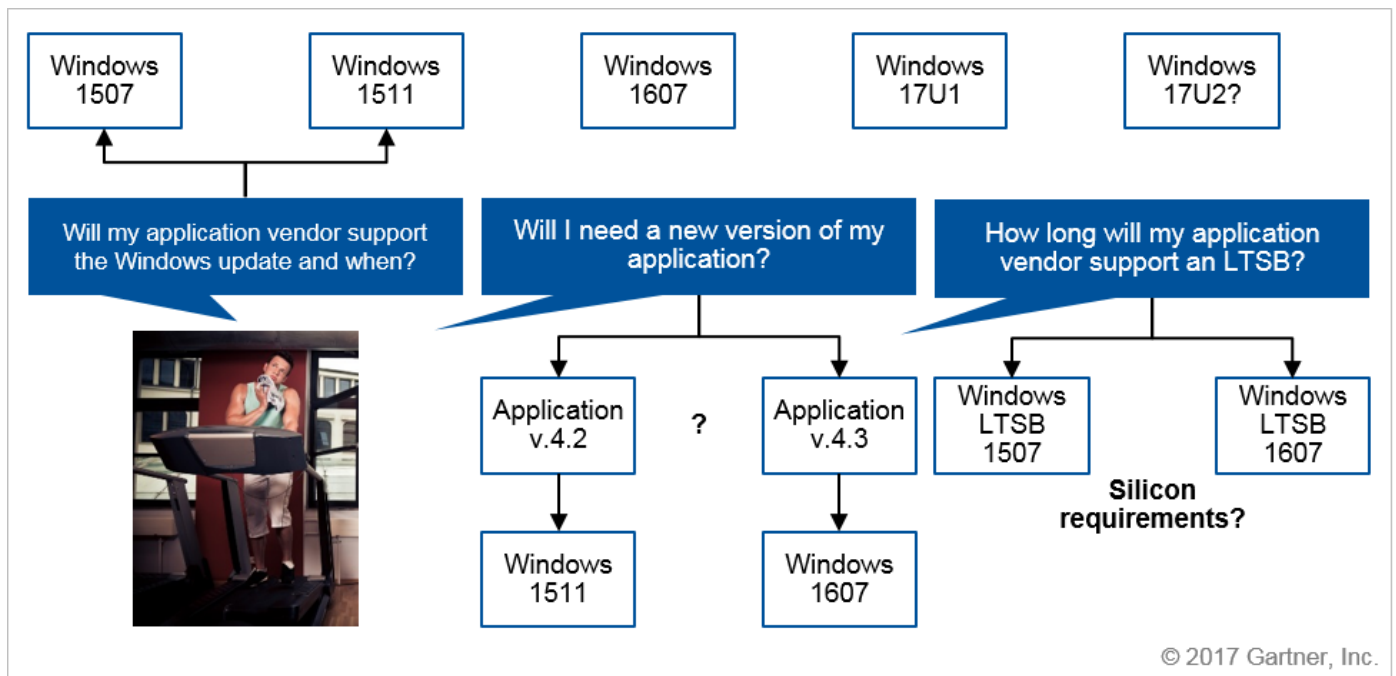 Windows
1507
Windows
1511
Windows
1607
Windows
17U1
Windows
17U2?
Will my application vendor support
the Windows update and when?
Will I need a new version of my
application?
How long will my application
vendor support an LTSB?
Application
v.4.2
?
Application
v.4.3
Windows
LTSB
1507
Windows
LTSB
1607
Silicon
requirements?
Windows
1511
Windows
1607
© 2017 Gartner, Inc.